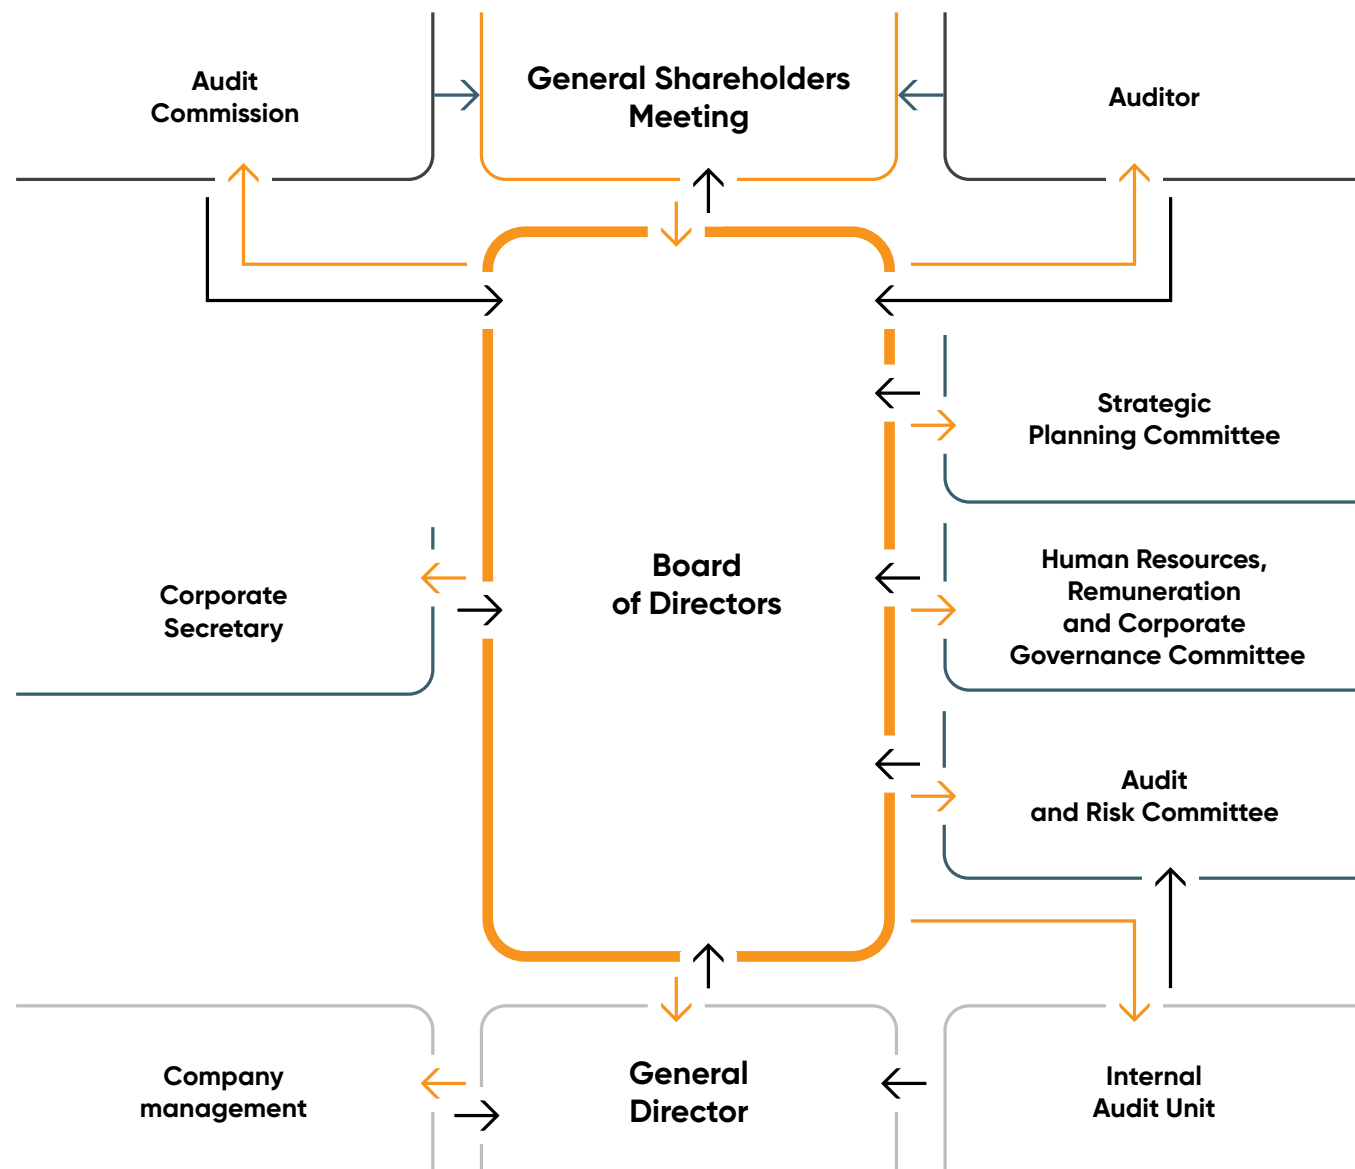 Audit
Commission
General Shareholders
Meeting
Auditor
Strategic
Planning Committee
Board
of Directors
Corporate
Secretary
Human Resources,
Remuneration
and Corporate
Governance Committee
Audit
and Risk Committee
Company
management
General
Director
Internal
Audit Unit